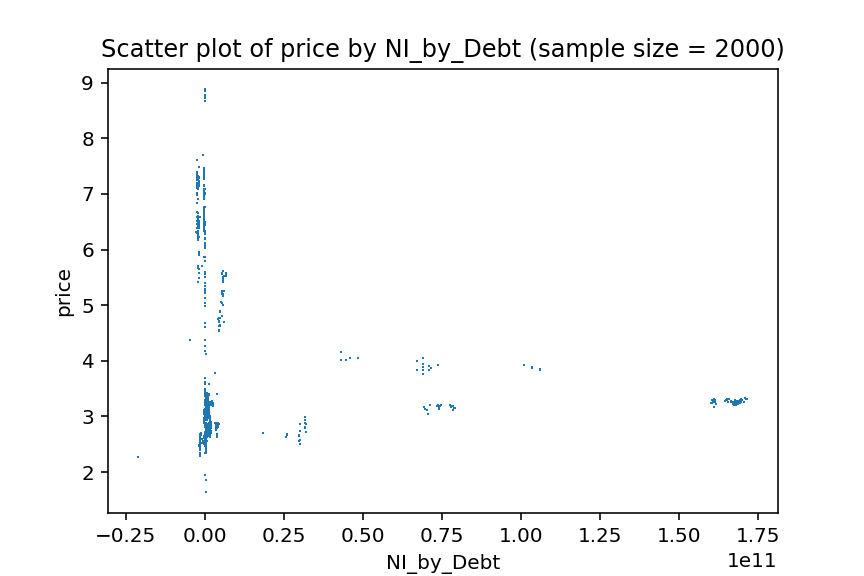 Scatter plot of price by NI_by_Debt (sample size = 2000)
9
8
7
6
5
4
3
2
price
−0.25 0.00 0.25 0.50 0.75 1.00 1.25 1.50 1.75
1e11
NI_by_Debt